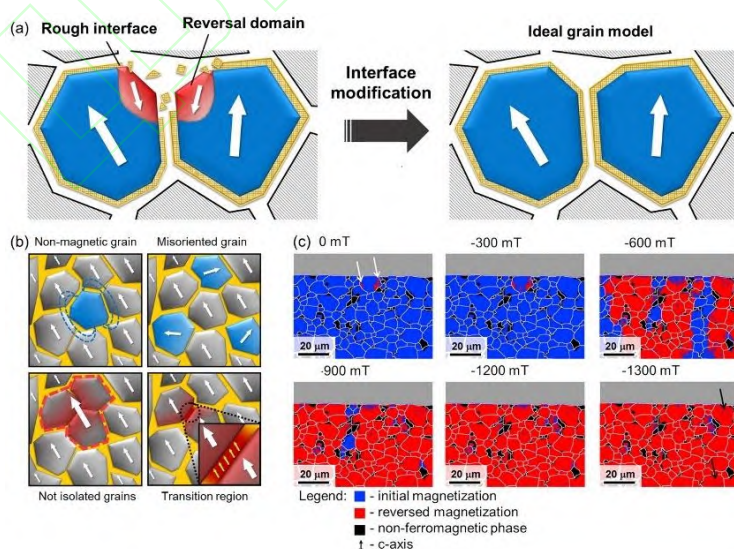 (a)
Rough interface
Reversal domain
Ideal grain model
Interface
modification
(b)
Non-magnetic grain
Misoriented grain
Not isolated grains
Transition region
(c)
0 mT
-300 mT
-600 mT
20 μm
20 μm
20 μm
-900 mT
-1200 mT
-1300 mT
20 μm
20 μm
20 μm
Legend:
- initial magnetization
- reversed magnetization
- non-ferromagnetic phase
- c-axis